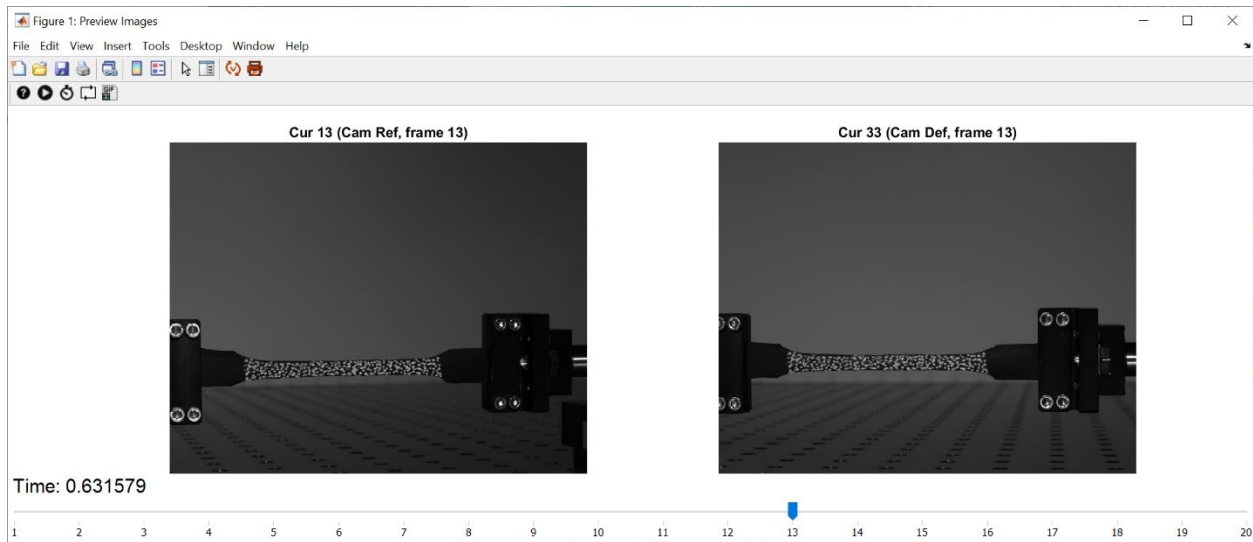 Figure 1: Preview Images
File Edit View Insert Tools Desktop Window Help
GIF
Cur 13 (Cam Ref, frame 13)
Cur 33 (Cam Def, frame 13)
Time: 0.631579
1 2 3 4 5 6 7 8 9 10 11 12 13 14 15 16 17 18 19 20